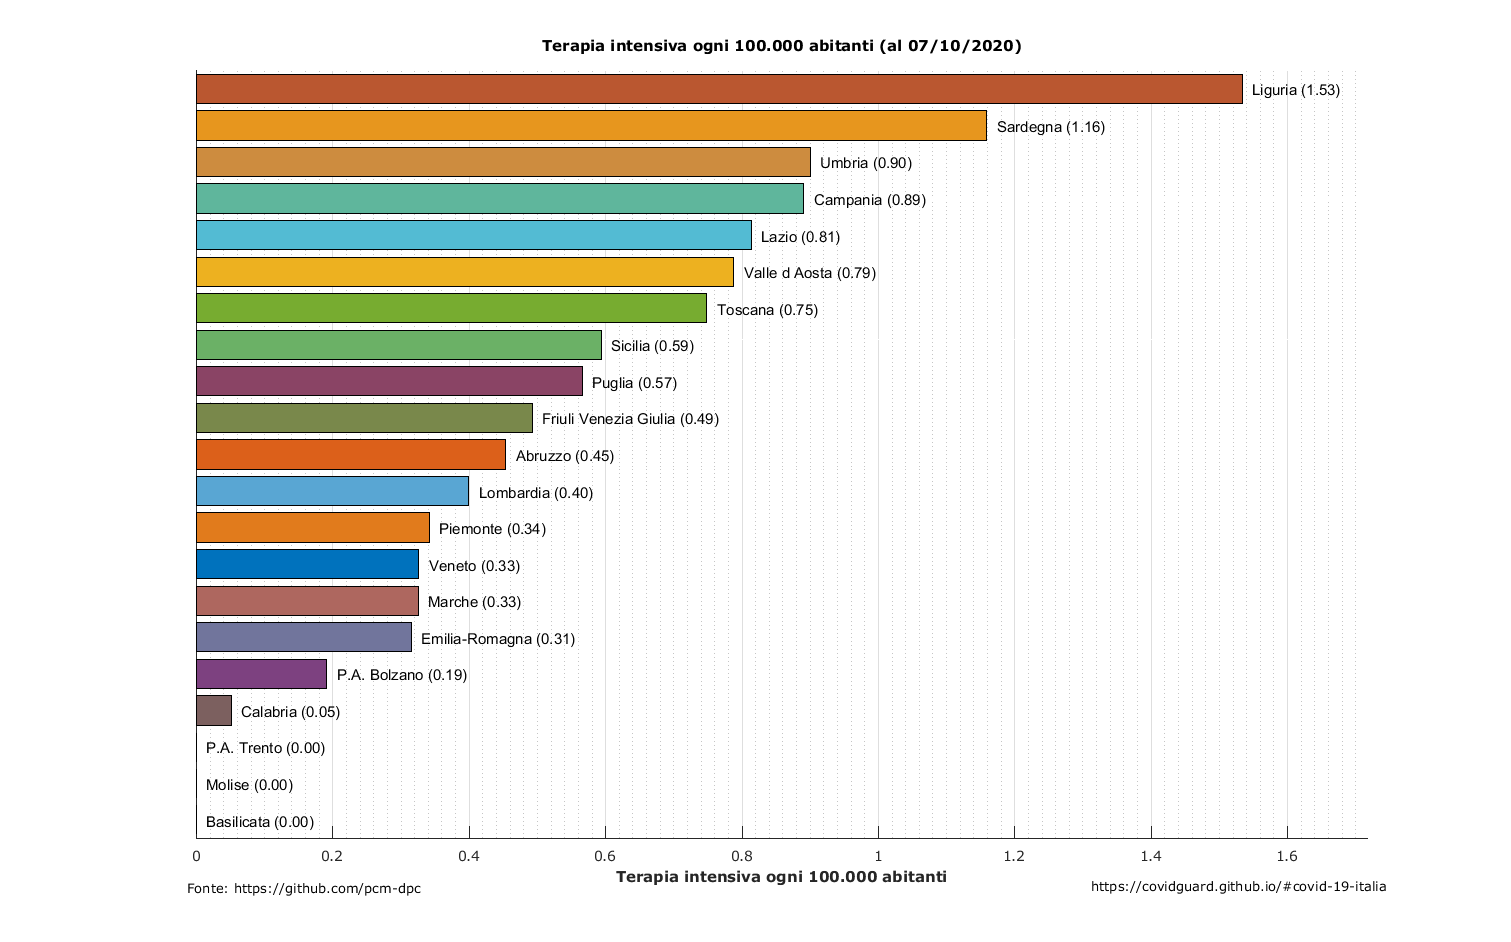 Terapia intensiva ogni 100.000 abitanti (al 07/10/2020)
Liguria (1.53)
Sardegna (1.16)
Umbria (0.90)
Campania (0.89)
Lazio (0.81)
Valle d Aosta (0.79)
Toscana (0.75)
Sicilia (0.59)
Puglia (0.57)
Friuli Venezia Giulia (0.49)
Abruzzo (0.45)
Lombardia (0.40)
Piemonte (0.34)
Veneto (0.33)
Marche (0.33)
Emilia-Romagna (0.31)
P.A. Bolzano (0.19)
Calabria (0.05)
P.A. Trento (0.00)
Molise (0.00)
Basilicata (0.00)
0 0.2 0.4 0.6 0.8 1 1.2 1.4 1.6
Terapia intensiva ogni 100.000 abitanti
Fonte: https://github.com/pcm-dpc
https://covidguard.github.io/#covid-19-italia